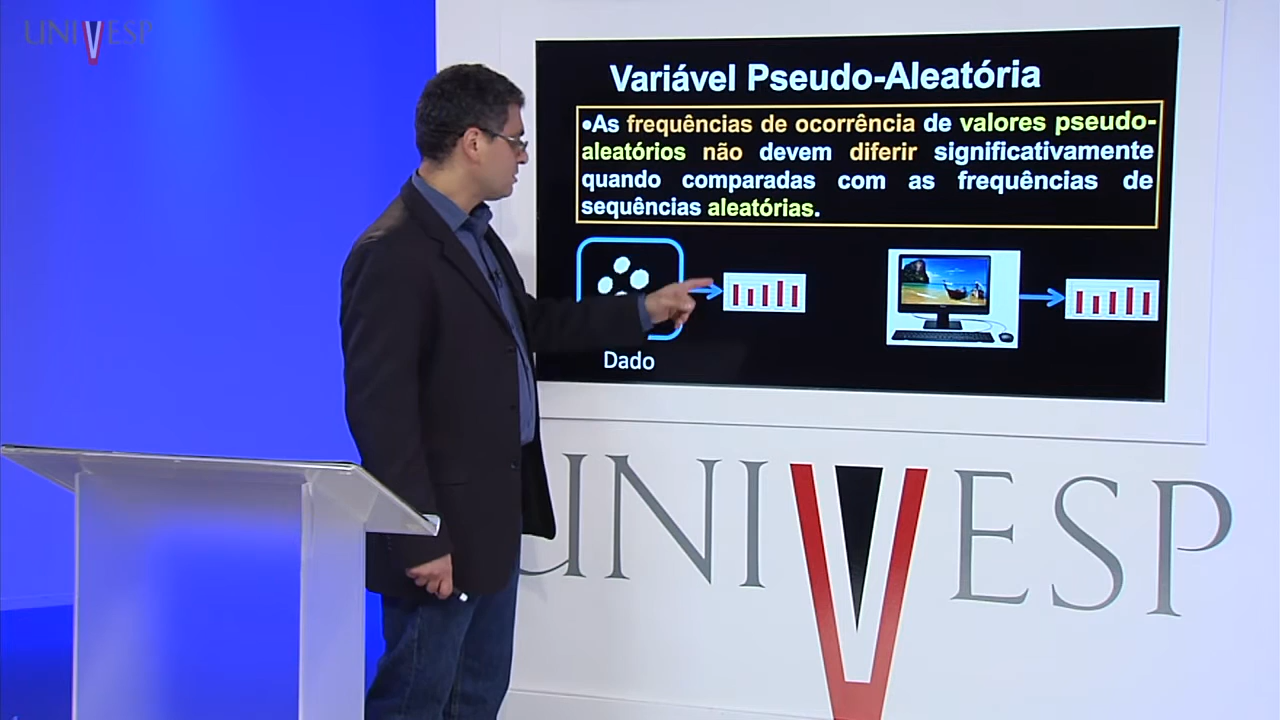 UNIVESP
Variável Pseudo-Aleatória
•As frequências de ocorrência de valores pseudo-
aleatórios não devem diferir significativamente
quando comparadas com as frequências de
sequências aleatórias.
Dado
UNIVESP